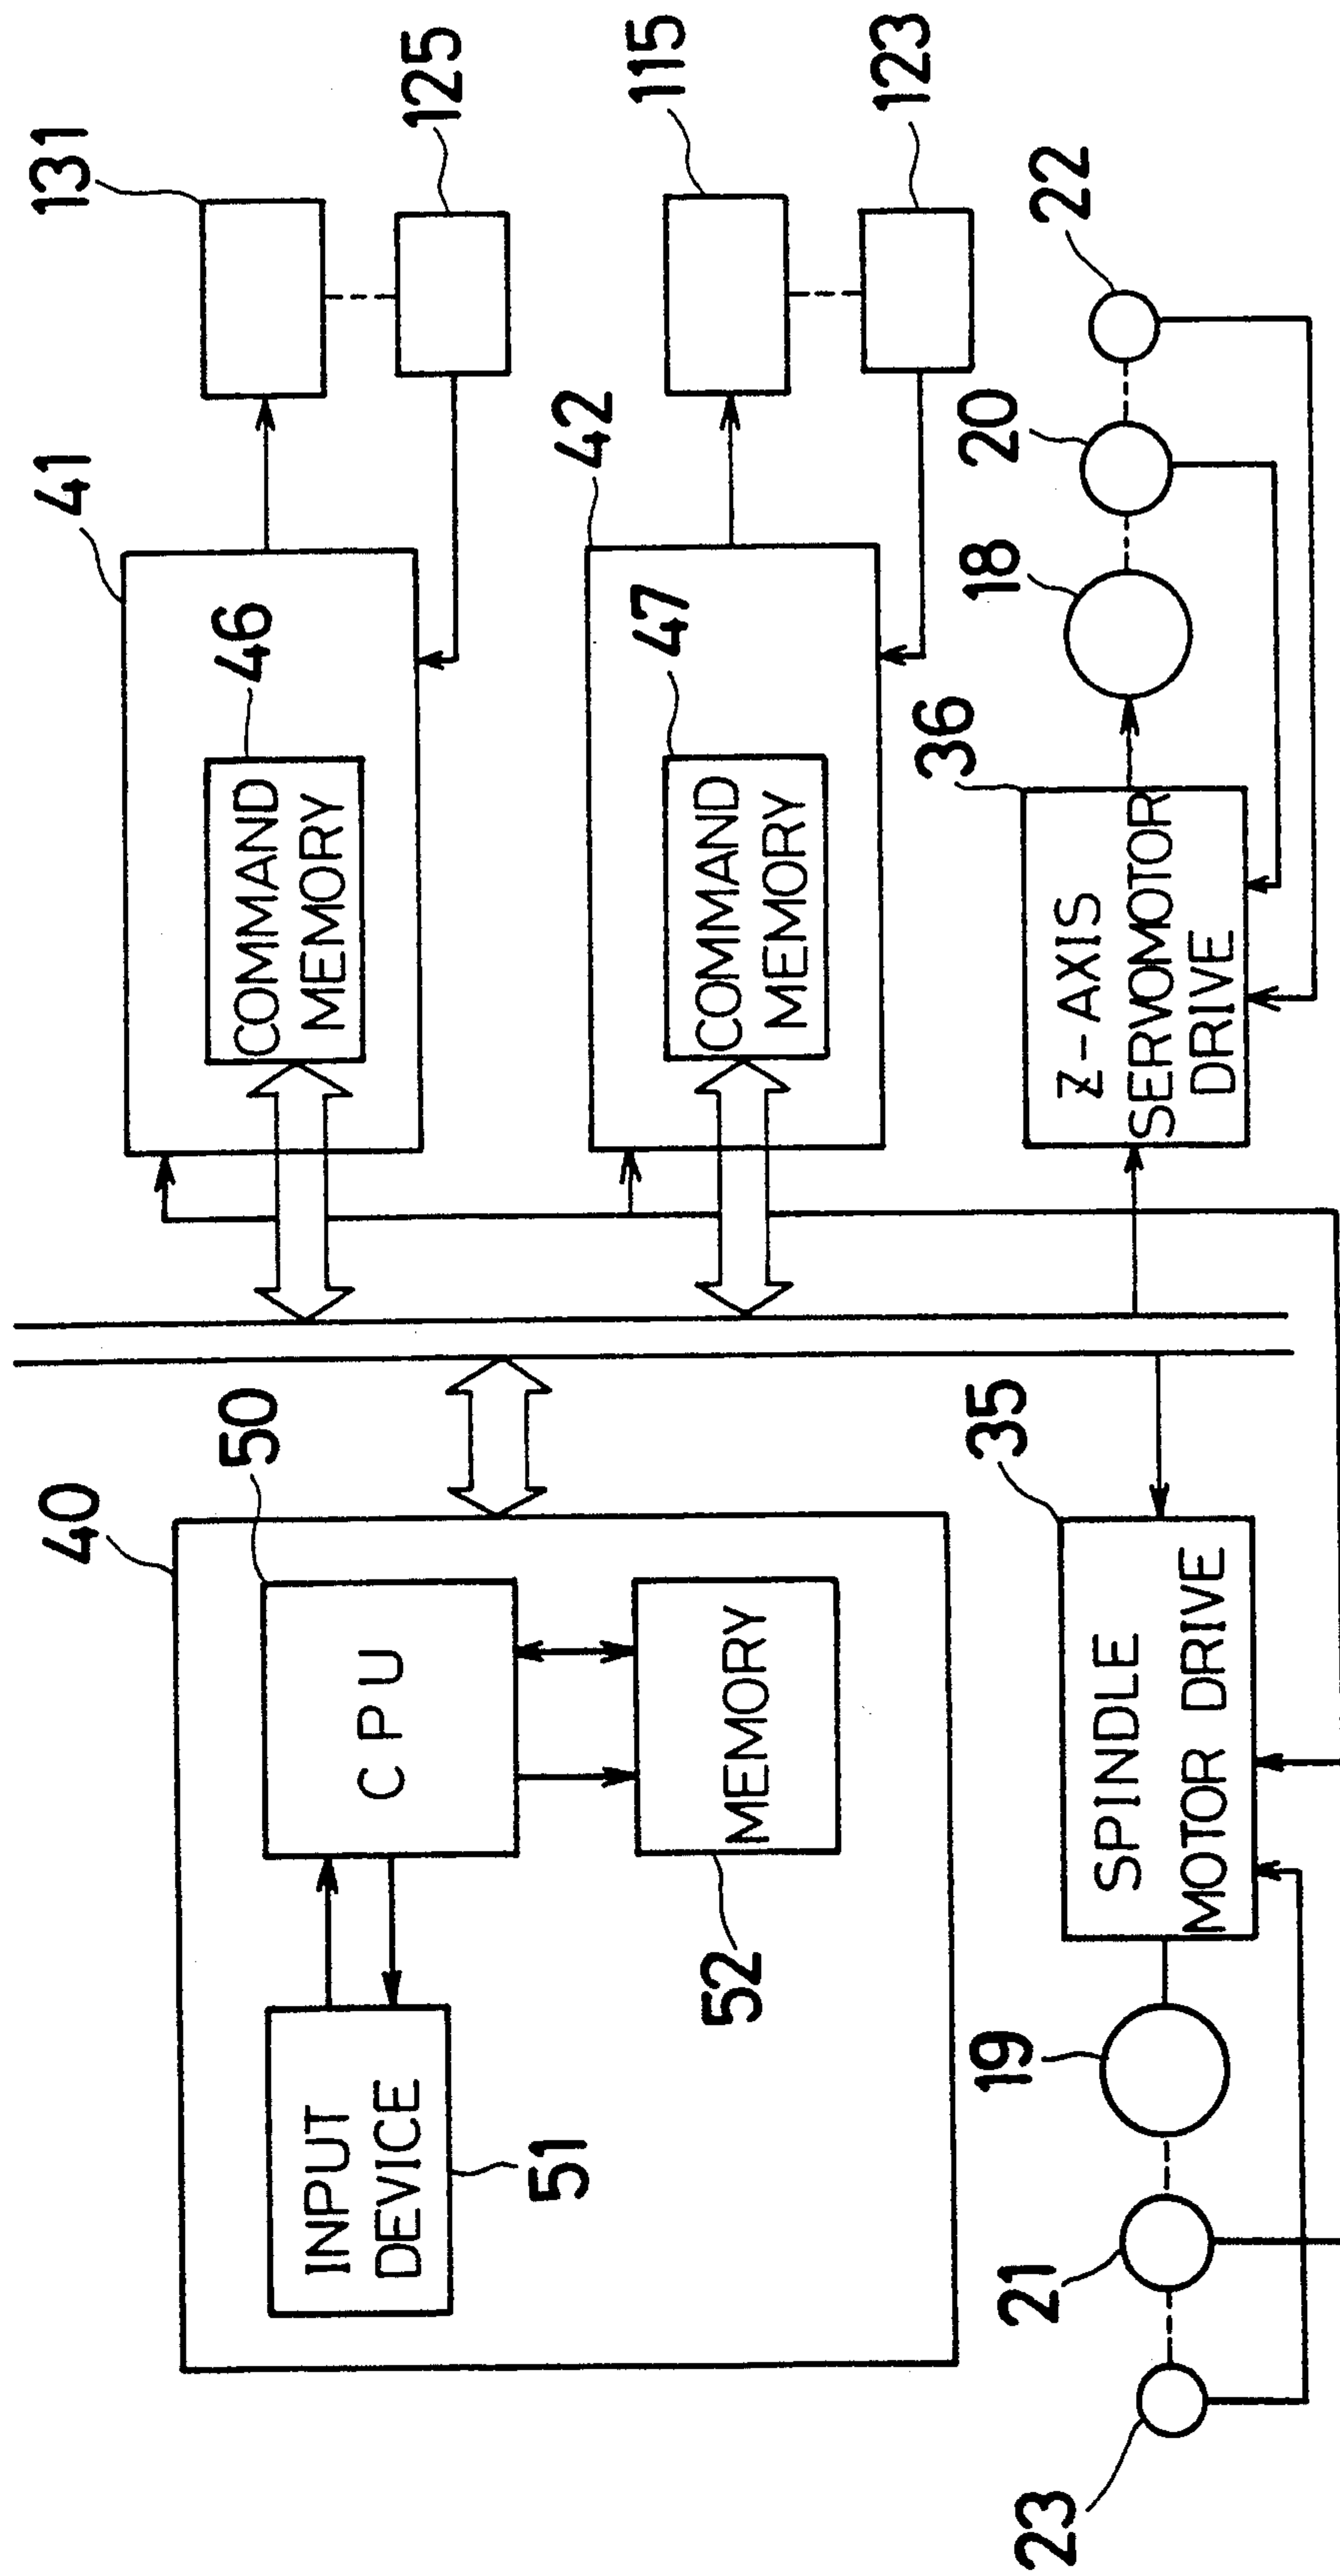 40
50
CPU
INPUT
DEVICE
51
MEMORY
52
35
SPINDLE
MOTOR DRIVE
19
21
23
41
46
COMMAND
MEMORY
131
125
42
47
COMMAND
MEMORY
115
123
36
Z-AXIS
SERVOMOTOR
DRIVE
18
20
22